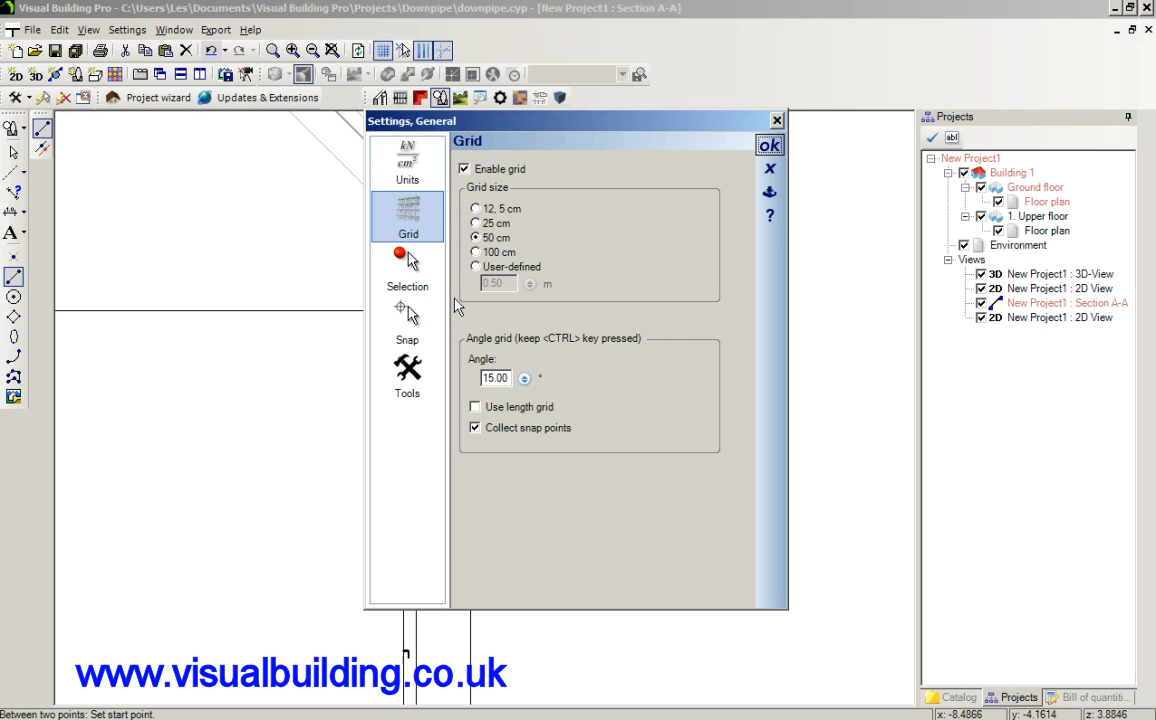 Visual Building Pro - C:\Users\Les\Documents\Visual Building Pro\Projects\Downpipe\downpipe.cyp - [New Project1 : Section A-A]
File Edit View Settings Window Export Help
2D 3D
Project wizard Updates & Extensions
Settings, General
Grid
ok
x
?
kN
cm²
Units
Grid
Selection
Snap
Tools
Enable grid
Grid size
12, 5 cm
25 cm
50 cm
100 cm
User-defined
0.50 m
Angle grid (keep <CTRL> key pressed)
Angle:
15.00 °
Use length grid
Collect snap points
A
Projects
abl
New Project1
Building 1
Ground floor
Floor plan
1. Upper floor
Floor plan
Environment
Views
3D New Project1 : 3D-View
2D New Project1 : 2D View
New Project1 : Section A-A
2D New Project1 : 2D View
Catalog Projects Bill of quantiti...
www.visualbuilding.co.uk
Between two points: Set start point. x: -8.4866 y: -4.1614 z: 3.8846